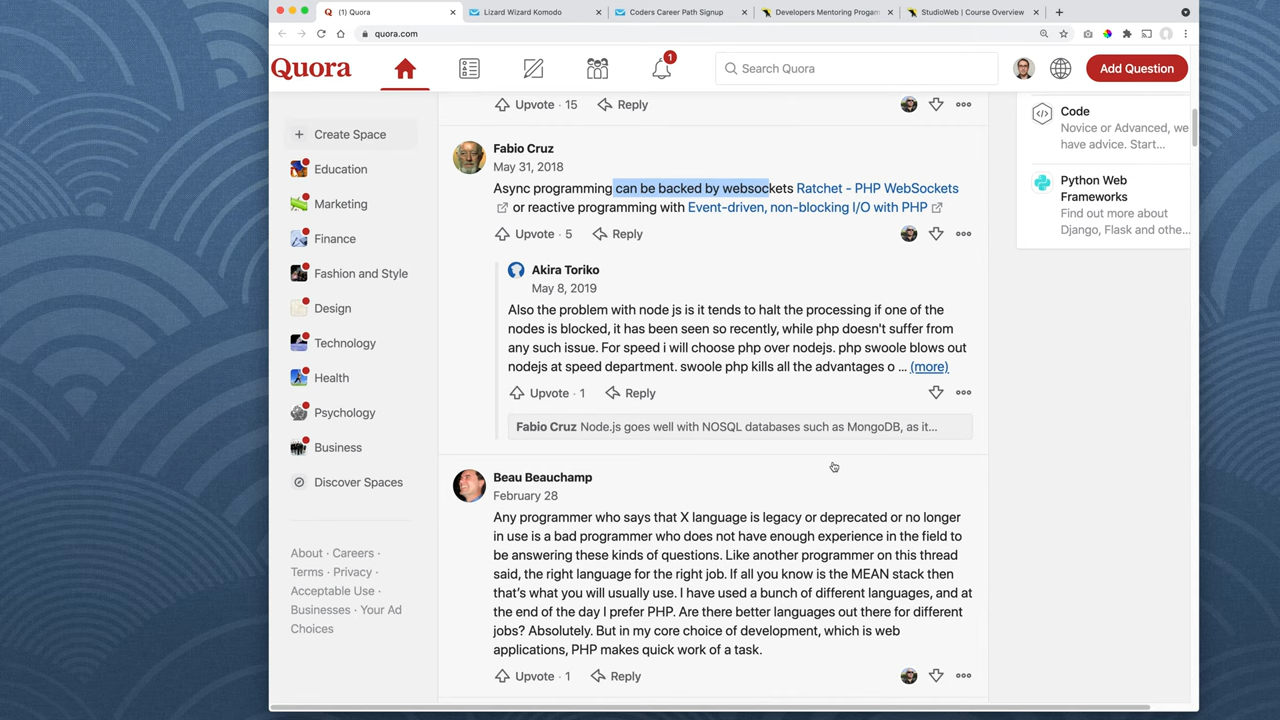 (1) Quora
Lizard Wizard Komodo
Coders Career Path Signup
Developers Mentoring Progam
StudioWeb | Course Overview
quora.com
Quora
1
Search Quora
Add Question
Create Space
Education
Marketing
Finance
Fashion and Style
Design
Technology
Health
Psychology
Business
Discover Spaces
About · Careers ·
Terms · Privacy ·
Acceptable Use ·
Businesses · Your Ad
Choices
Upvote · 15 Reply
Fabio Cruz
May 31, 2018
Async programming can be backed by websockets Ratchet - PHP WebSockets
or reactive programming with Event-driven, non-blocking I/O with PHP
Upvote · 5 Reply
Akira Toriko
May 8, 2019
Also the problem with node js is it tends to halt the processing if one of the
nodes is blocked, it has been seen so recently, while php doesn't suffer from
any such issue. For speed i will choose php over nodejs. php swoole blows out
nodejs at speed department. swoole php kills all the advantages o ... (more)
Upvote · 1 Reply
Fabio Cruz Node.js goes well with NOSQL databases such as MongoDB, as it...
Beau Beauchamp
February 28
Any programmer who says that X language is legacy or deprecated or no longer
in use is a bad programmer who does not have enough experience in the field to
be answering these kinds of questions. Like another programmer on this thread
said, the right language for the right job. If all you know is the MEAN stack then
that's what you will usually use. I have used a bunch of different languages, and at
the end of the day I prefer PHP. Are there better languages out there for different
jobs? Absolutely. But in my core choice of development, which is web
applications, PHP makes quick work of a task.
Upvote · 1 Reply
Code
Novice or Advanced, we
have advice. Start...
Python Web
Frameworks
Find out more about
Django, Flask and othe...